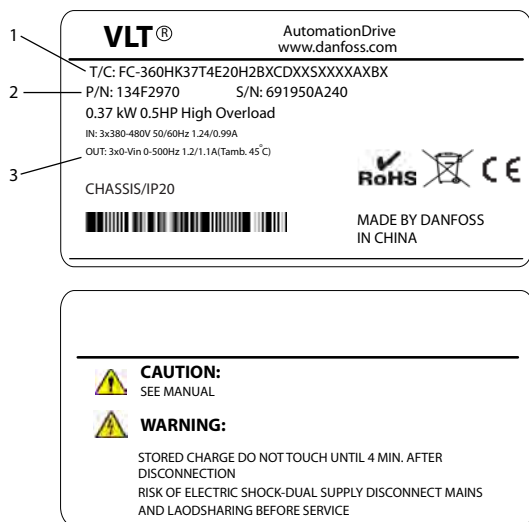 VLT® AutomationDrive
www.danfoss.com
1 T/C: FC-360HK37T4E20H2BXCDXXSXXXXAXBX
2 P/N: 134F2970 S/N: 691950A240
0.37 kW 0.5HP High Overload
IN: 3x380-480V 50/60Hz 1.24/0.99A
3 OUT: 3x0-Vin 0-500Hz 1.2/1.1A(Tamb. 45°C)
RoHS CE
CHASSIS/IP20
MADE BY DANFOSS
IN CHINA
CAUTION:
SEE MANUAL
WARNING:
STORED CHARGE DO NOT TOUCH UNTIL 4 MIN. AFTER
DISCONNECTION
RISK OF ELECTRIC SHOCK-DUAL SUPPLY DISCONNECT MAINS
AND LAODSHARING BEFORE SERVICE